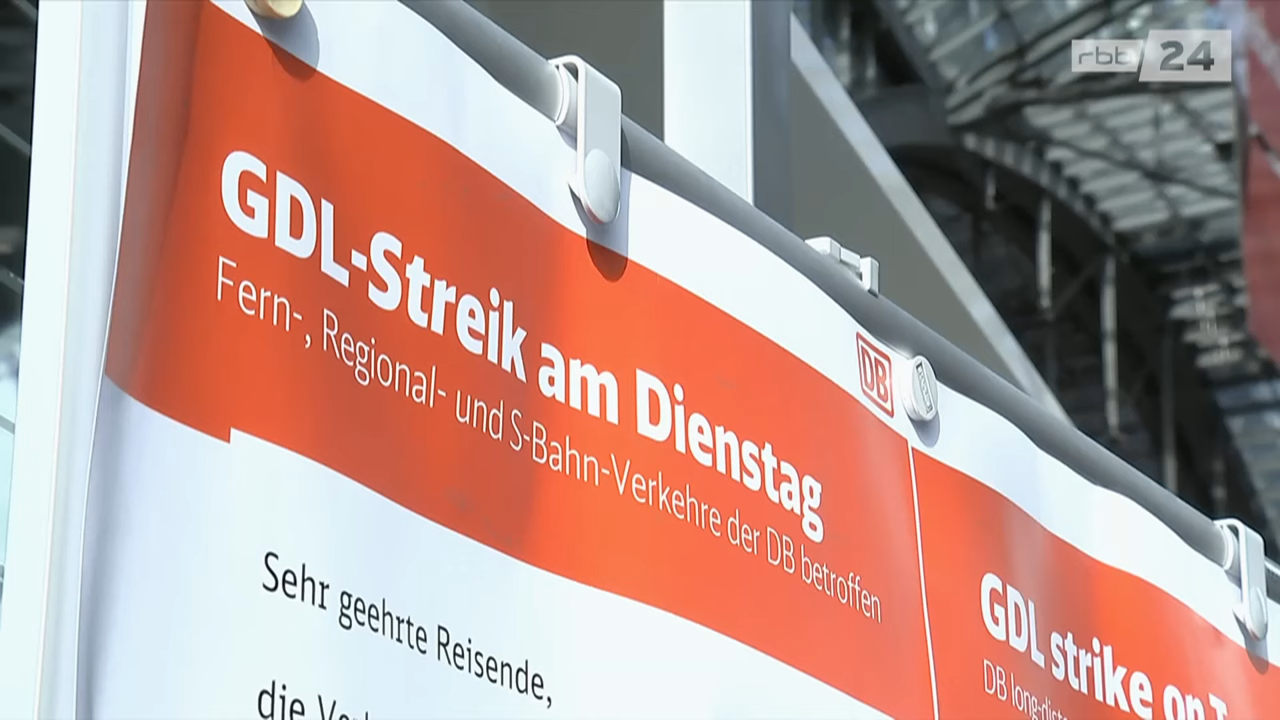 rbb 24
GDL-Streik am Dienstag
Fern-, Regional- und S-Bahn-Verkehre der DB betroffen
DB
Sehr geehrte Reisende,
die
GDL strike on
DB